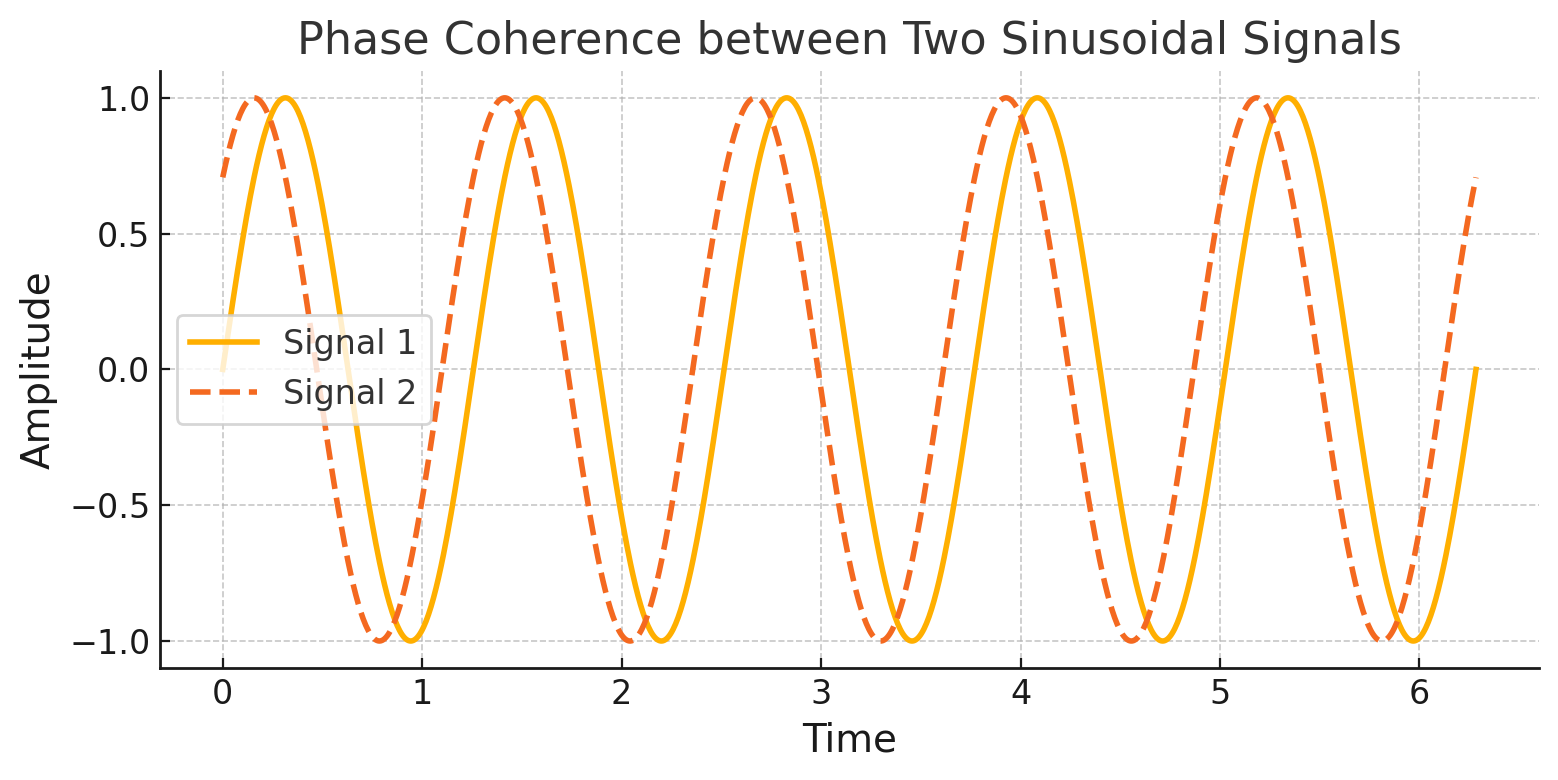 Phase Coherence between Two Sinusoidal Signals
Amplitude
1.0
0.5
0.0
−0.5
−1.0
Signal 1
Signal 2
0 1 2 3 4 5 6
Time